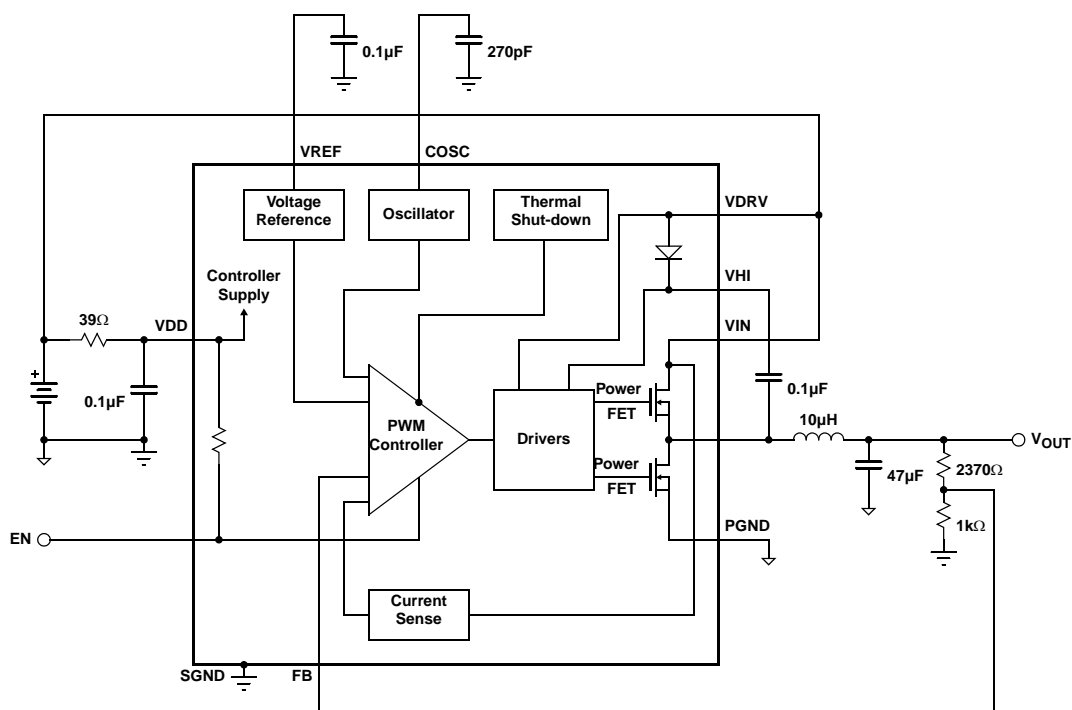 0.1µF
270pF
VREF
COSC
Voltage
Reference
Oscillator
Thermal
Shut-down
VDRV
Controller
Supply
VHI
39Ω
VDD
VIN
+
0.1µF
0.1µF
Power
FET
10µH
PWM
Controller
Drivers
VOUT
Power
FET
47µF
2370Ω
1kΩ
EN
PGND
Current
Sense
SGND
FB